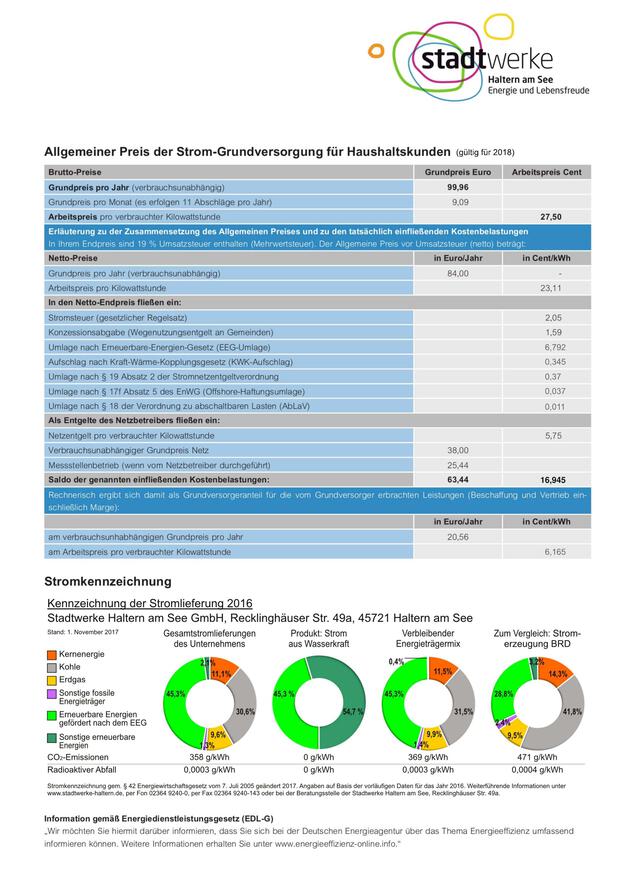 stadtwerke
Haltern am See
Energie und Lebensfreude
Allgemeiner Preis der Strom-Grundversorgung für Haushaltskunden (gültig für 2018)
Brutto-Preise Grundpreis Euro Arbeitspreis Cent
Grundpreis pro Jahr (verbrauchsunabhängig) 99,96
Grundpreis pro Monat (es erfolgen 11 Abschläge pro Jahr) 9,09
Arbeitspreis pro verbrauchter Kilowattstunde 27,50
Erläuterung zu der Zusammensetzung des Allgemeinen Preises und zu den tatsächlich einfließenden Kostenbelastungen
In Ihrem Endpreis sind 19 % Umsatzsteuer enthalten (Mehrwertsteuer). Der Allgemeine Preis vor Umsatzsteuer (netto) beträgt:
Netto-Preise in Euro/Jahr in Cent/kWh
Grundpreis pro Jahr (verbrauchsunabhängig) 84,00 -
Arbeitspreis pro Kilowattstunde 23,11
In den Netto-Endpreis fließen ein:
Stromsteuer (gesetzlicher Regelsatz) 2,05
Konzessionsabgabe (Wegenutzungsentgelt an Gemeinden) 1,59
Umlage nach Erneuerbare-Energien-Gesetz (EEG-Umlage) 6,792
Aufschlag nach Kraft-Wärme-Kopplungsgesetz (KWK-Aufschlag) 0,345
Umlage nach § 19 Absatz 2 der Stromnetzentgeltverordnung 0,37
Umlage nach § 17f Absatz 5 des EnWG (Offshore-Haftungsumlage) 0,037
Umlage nach § 18 der Verordnung zu abschaltbaren Lasten (AbLaV) 0,011
Als Entgelte des Netzbetreibers fließen ein:
Netzentgelt pro verbrauchter Kilowattstunde 5,75
Verbrauchsunabhängiger Grundpreis Netz 38,00
Messstellenbetrieb (wenn vom Netzbetreiber durchgeführt) 25,44
Saldo der genannten einfließenden Kostenbelastungen: 63,44 16,945
Rechnerisch ergibt sich damit als Grundversorgeranteil für die vom Grundversorger erbrachten Leistungen (Beschaffung und Vertrieb ein-
schließlich Marge):
in Euro/Jahr in Cent/kWh
am verbrauchsunhabhängigen Grundpreis pro Jahr 20,56
am Arbeitspreis pro verbrauchter Kilowattstunde 6,165
Stromkennzeichnung
Kennzeichnung der Stromlieferung 2016
Stadtwerke Haltern am See GmbH, Recklinghäuser Str. 49a, 45721 Haltern am See
Stand: 1. November 2017
Kernenergie
Kohle
Erdgas
Sonstige fossile
Energieträger
Erneuerbare Energien
gefördert nach dem EEG
Sonstige erneuerbare
Energien
Gesamtstromlieferungen
des Unternehmens
2,1%
11,1%
45,3%
30,6%
9,6%
1,3%
Produkt: Strom
aus Wasserkraft
45,3 %
54,7 %
Verbleibender
Energieträgermix
0,4%
11,5%
45,3%
31,5%
9,9%
1,4%
Zum Vergleich: Strom-
erzeugung BRD
3,2%
14,3%
28,8%
41,8%
2,4%
9,5%
CO₂-Emissionen 358 g/kWh 0 g/kWh 369 g/kWh 471 g/kWh
Radioaktiver Abfall 0,0003 g/kWh 0 g/kWh 0,0003 g/kWh 0,0004 g/kWh
Stromkennzeichnung gem. § 42 Energiewirtschaftsgesetz vom 7. Juli 2005 geändert 2017. Angaben auf Basis der vorläufigen Daten für das Jahr 2016. Weiterführende Informationen unter
www.stadtwerke-haltern.de, per Fon 02364 9240-0, per Fax 02364 9240-143 oder bei der Beratungsstelle der Stadtwerke Haltern am See, Recklinghäuser Str. 49a.
Information gemäß Energiedienstleistungsgesetz (EDL-G)
„Wir möchten Sie hiermit darüber informieren, dass Sie sich bei der Deutschen Energieagentur über das Thema Energieeffizienz umfassend
informieren können. Weitere Informationen erhalten Sie unter www.energieeffizienz-online.info.“